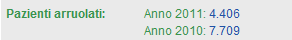 Pazienti arruolati: Anno 2011: 4.406
Anno 2010: 7.709